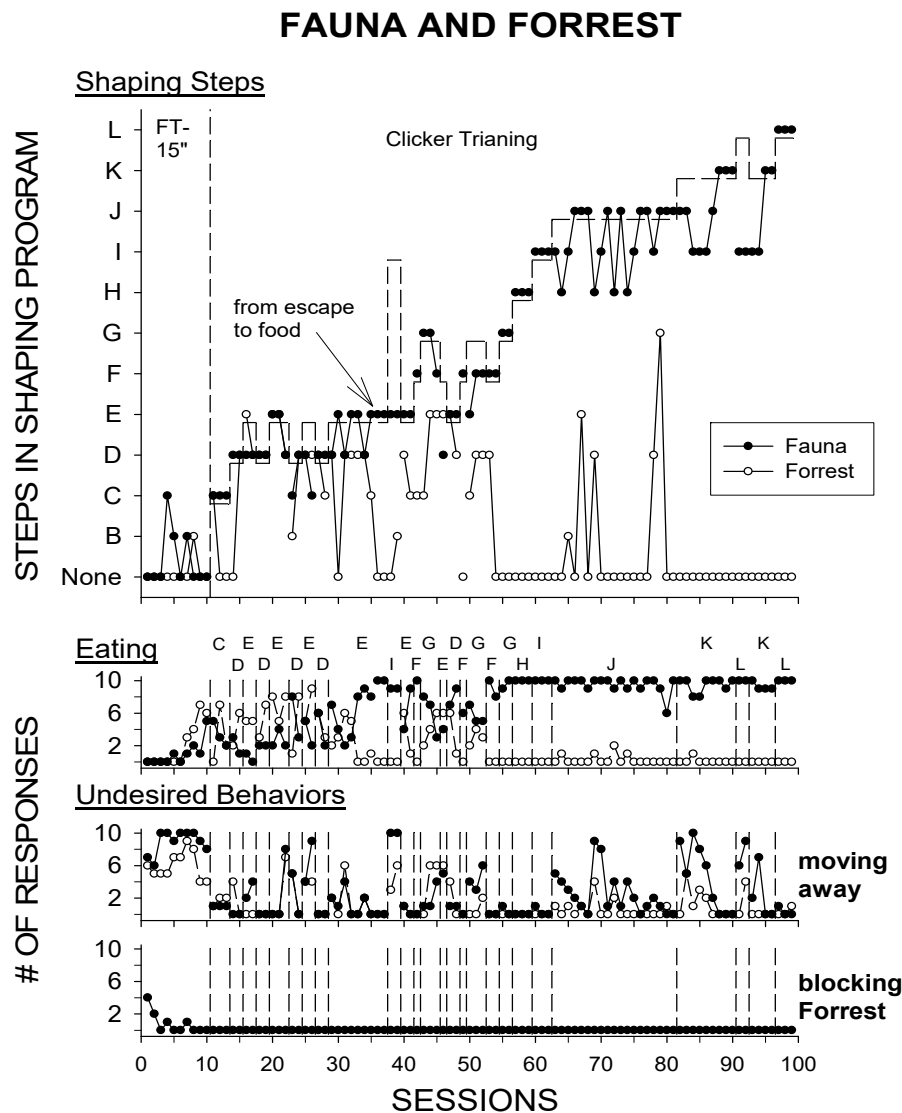 FAUNA AND FORREST
Shaping Steps
STEPS IN SHAPING PROGRAM
L
K
J
I
H
G
F
E
D
C
B
None
FT-
15"
Clicker Trianing
from escape
to food
Fauna
Forrest
Eating
C E E E E E G D G G I K K
D D D D I F E F F H J L L
# OF RESPONSES
10
6
2
Undesired Behaviors
10
6
2
moving
away
10
6
2
blocking
Forrest
0 10 20 30 40 50 60 70 80 90 100
SESSIONS